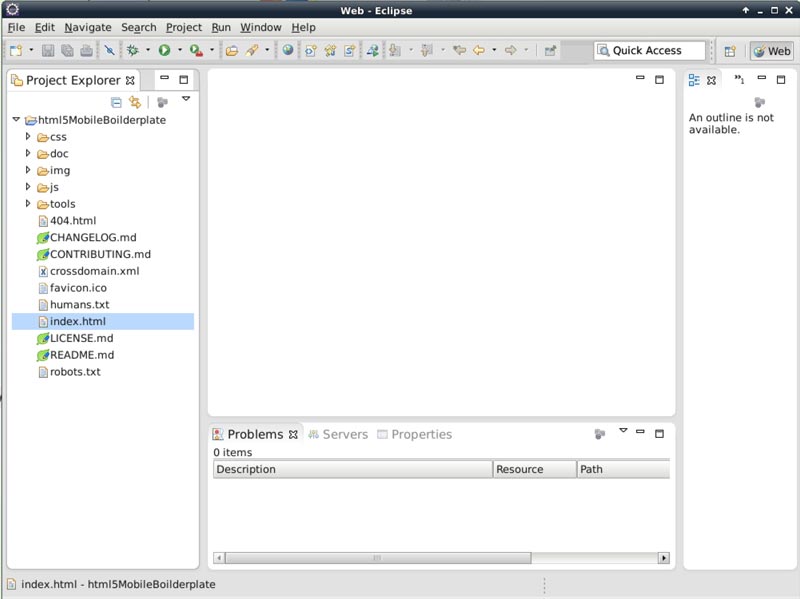 Web - Eclipse
File Edit Navigate Search Project Run Window Help
Quick Access
Web
Project Explorer
html5MobileBoilderplate
css
doc
img
js
tools
404.html
CHANGELOG.md
CONTRIBUTING.md
crossdomain.xml
favicon.ico
humans.txt
index.html
LICENSE.md
README.md
robots.txt
»1
An outline is not
available.
Problems Servers Properties
0 items
Description Resource Path
index.html - html5MobileBoilderplate